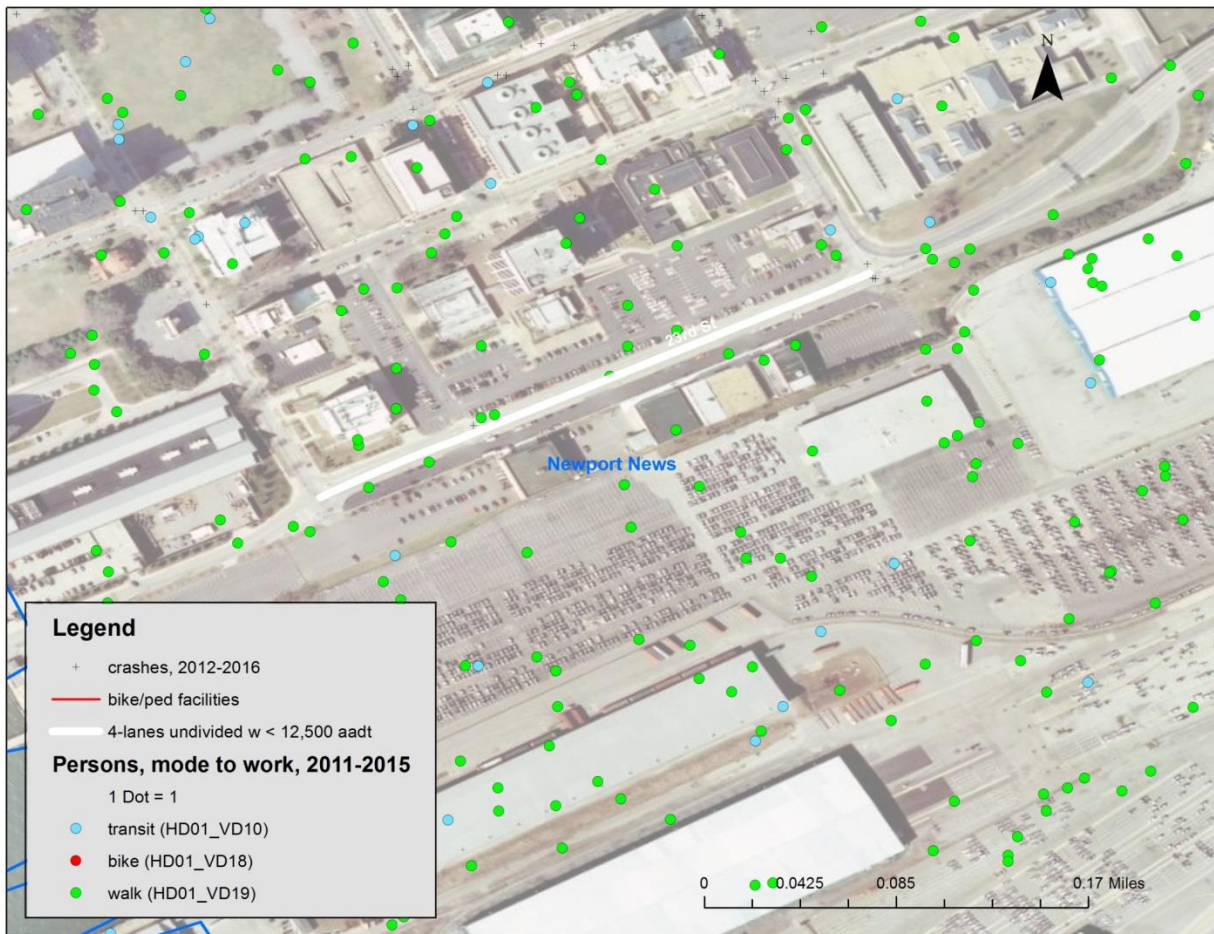 N
23rd St
Newport News
Legend
crashes, 2012-2016
bike/ped facilities
4-lanes undivided w < 12,500 aadt
Persons, mode to work, 2011-2015
1 Dot = 1
transit (HD01_VD10)
bike (HD01_VD18)
walk (HD01_VD19)
0 0.0425 0.085 0.17 Miles